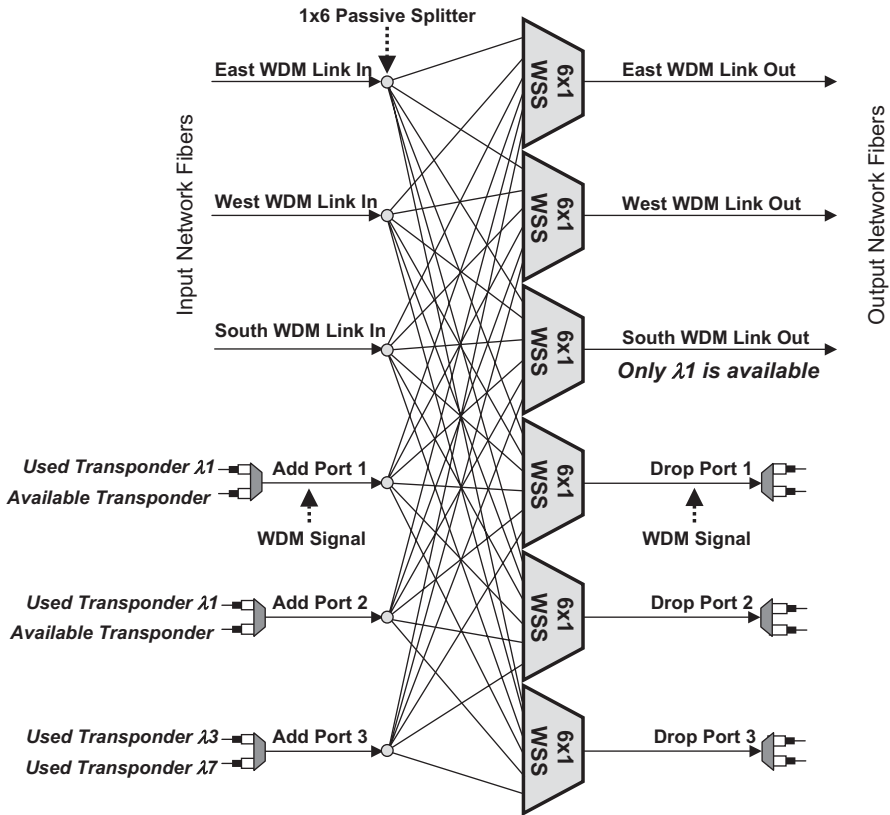 1x6 Passive Splitter
East WDM Link In
6x1
WSS
East WDM Link Out
Input Network Fibers
Output Network Fibers
West WDM Link In
6x1
WSS
West WDM Link Out
South WDM Link In
6x1
WSS
South WDM Link Out
Only λ1 is available
Used Transponder λ1
Available Transponder
Add Port 1
WDM Signal
6x1
WSS
Drop Port 1
WDM Signal
Used Transponder λ1
Available Transponder
Add Port 2
6x1
WSS
Drop Port 2
Used Transponder λ3
Used Transponder λ7
Add Port 3
6x1
WSS
Drop Port 3